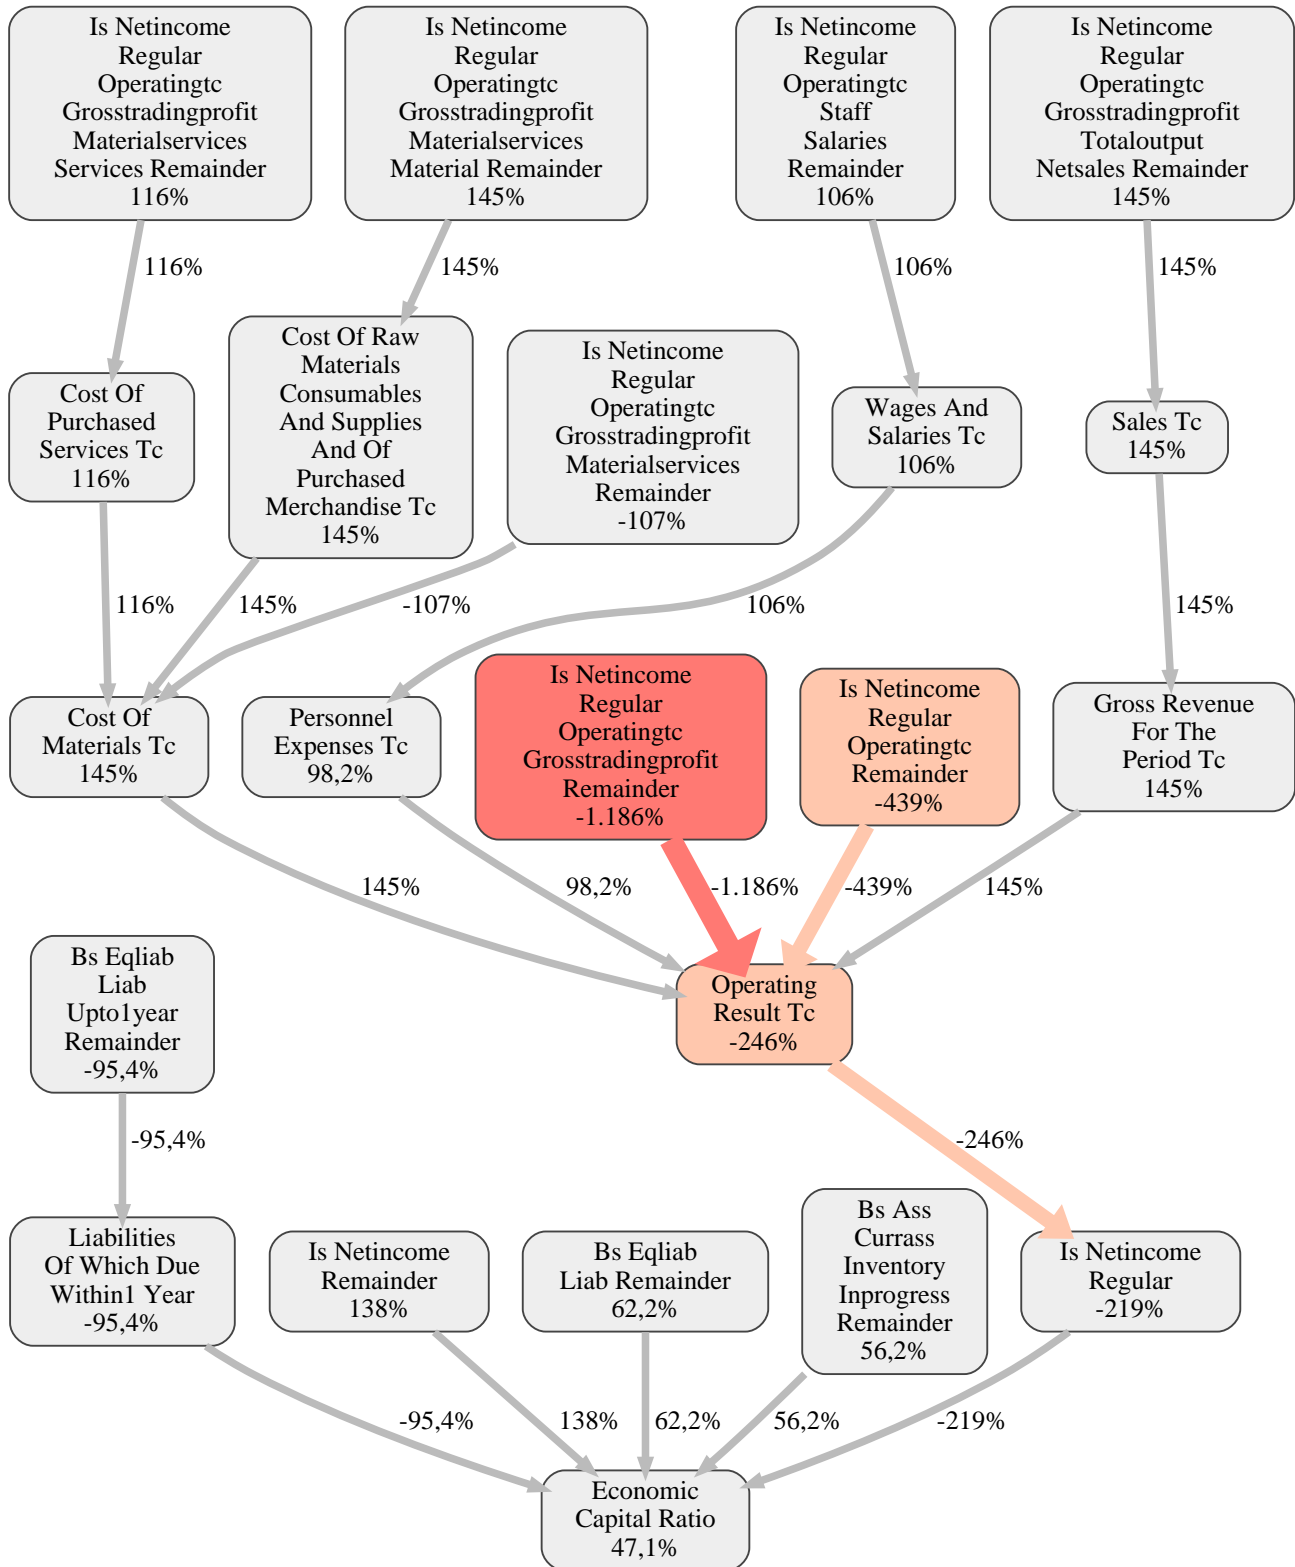 Is Netincome
Regular
Operatingtc
Grosstradingprofit
Materialservices
Services Remainder
116%
Is Netincome
Regular
Operatingtc
Grosstradingprofit
Materialservices
Material Remainder
145%
Is Netincome
Regular
Operatingtc
Staff
Salaries
Remainder
106%
Is Netincome
Regular
Operatingtc
Grosstradingprofit
Totaloutput
Netsales Remainder
145%
116%
145%
106%
145%
Cost Of
Purchased
Services Tc
116%
Cost Of Raw
Materials
Consumables
And Supplies
And Of
Purchased
Merchandise Tc
145%
Is Netincome
Regular
Operatingtc
Grosstradingprofit
Materialservices
Remainder
-107%
Wages And
Salaries Tc
106%
Sales Tc
145%
116%
145%
-107%
106%
145%
Cost Of
Materials Tc
145%
Personnel
Expenses Tc
98,2%
Is Netincome
Regular
Operatingtc
Grosstradingprofit
Remainder
-1.186%
Is Netincome
Regular
Operatingtc
Remainder
-439%
Gross Revenue
For The
Period Tc
145%
145%
98,2%
-1.186%
-439%
145%
Bs Eqliab
Liab
Upto1year
Remainder
-95,4%
Operating
Result Tc
-246%
-95,4%
-246%
Liabilities
Of Which Due
Within1 Year
-95,4%
Is Netincome
Remainder
138%
Bs Eqliab
Liab Remainder
62,2%
Bs Ass
Currass
Inventory
Inprogress
Remainder
56,2%
Is Netincome
Regular
-219%
-95,4%
138%
62,2%
56,2%
-219%
Economic
Capital Ratio
47,1%